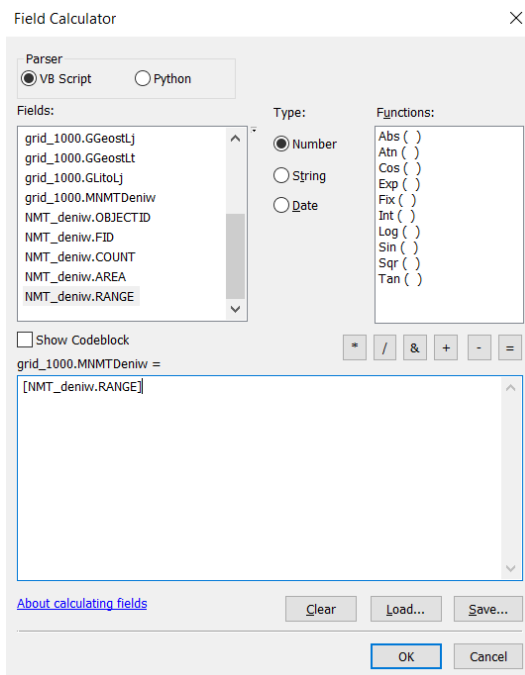 Field Calculator
Parser
VB Script Python
Fields: Type: Functions:
grid_1000.GGeostLj
grid_1000.GGeostLt
grid_1000.GLitoLj
grid_1000.MNMTDeniw
NMT_deniw.OBJECTID
NMT_deniw.FID
NMT_deniw.COUNT
NMT_deniw.AREA
NMT_deniw.RANGE
Number
String
Date
Abs ( )
Atn ( )
Cos ( )
Exp ( )
Fix ( )
Int ( )
Log ( )
Sin ( )
Sqr ( )
Tan ( )
Show Codeblock
* / & + - =
grid_1000.MNMTDeniw =
[NMT_deniw.RANGE]
About calculating fields
Clear Load... Save...
OK Cancel